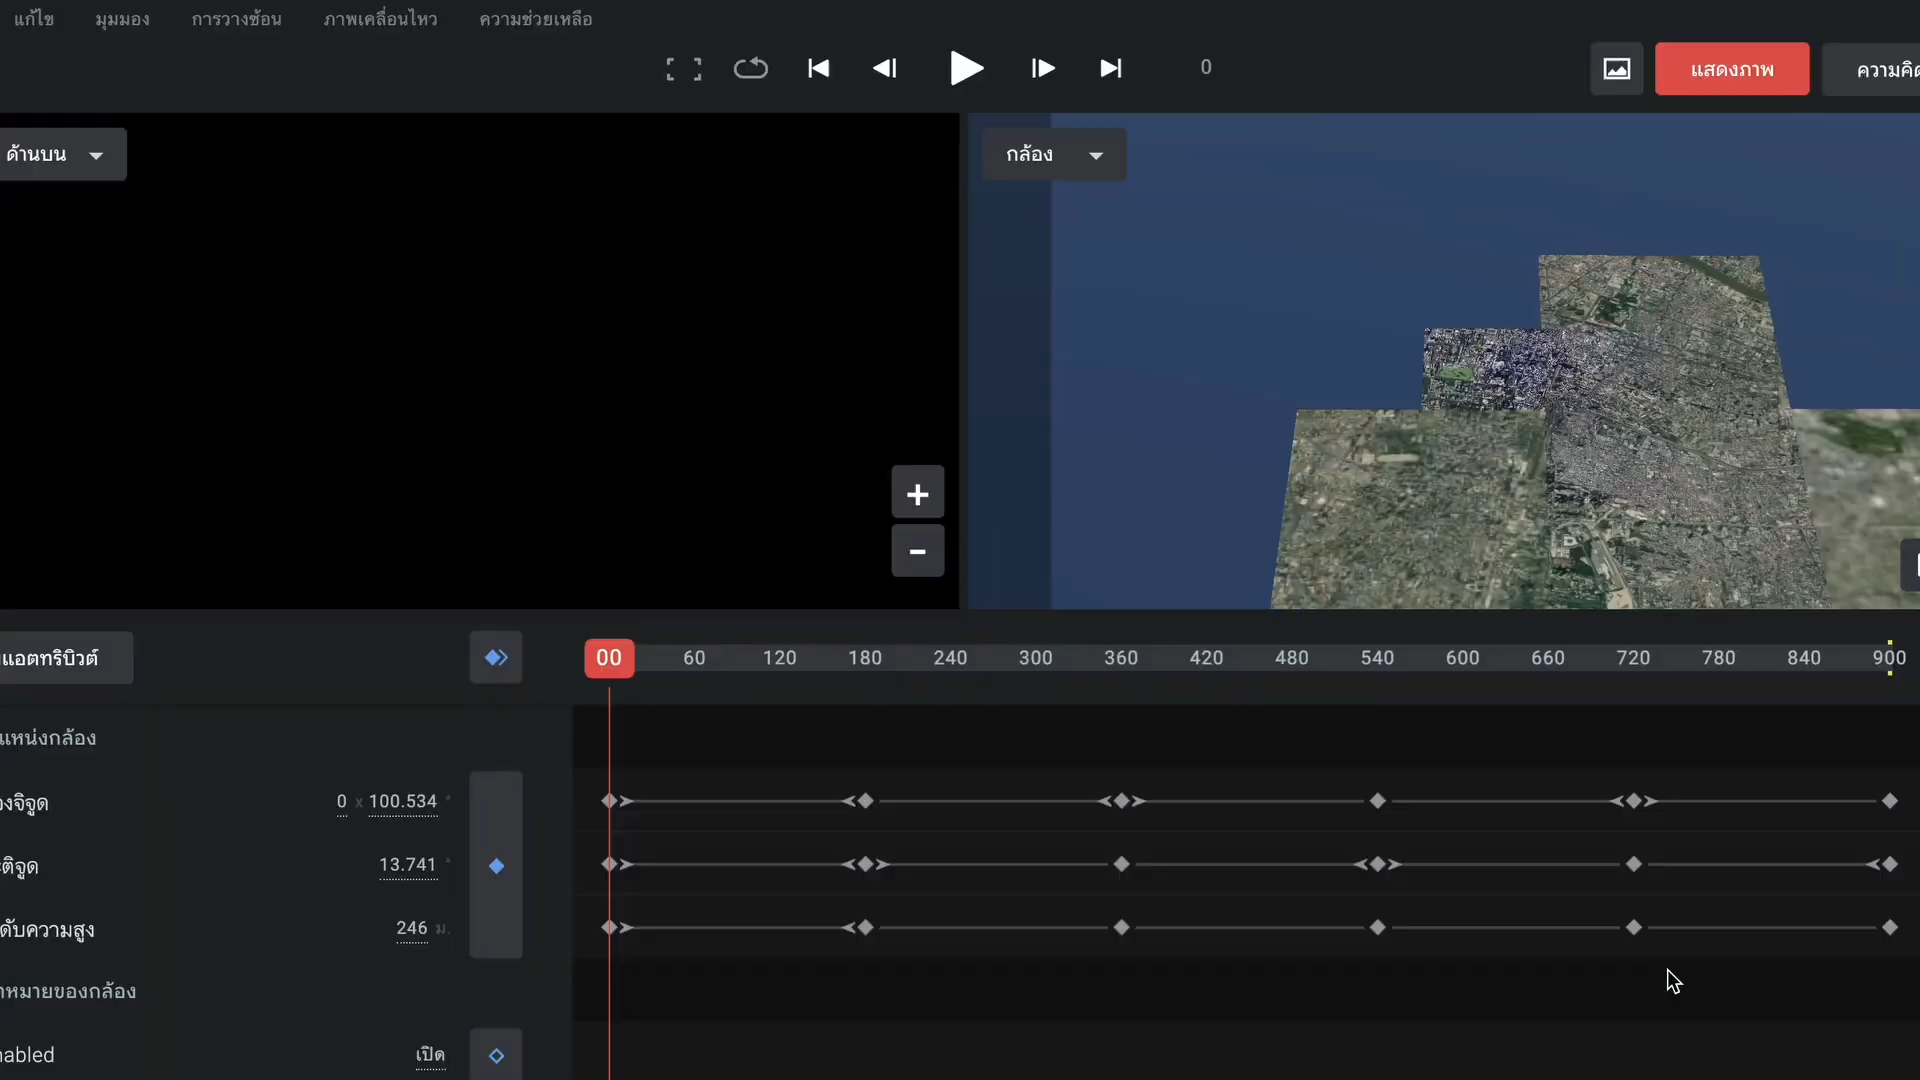 แก้ไข มุมมอง การวางซ้อน ภาพเคลื่อนไหว ความช่วยเหลือ
0
แสดงภาพ
ความคิด
ด้านบน
กล้อง
มแอตทริบิวต์
00 60 120 180 240 300 360 420 480 540 600 660 720 780 840 900
แหน่งกล้อง
องจิจูด 0 x 100.534 °
ะติจูด 13.741 °
ดับความสูง 246 ม.
าหมายของกล้อง
nabled เปิด